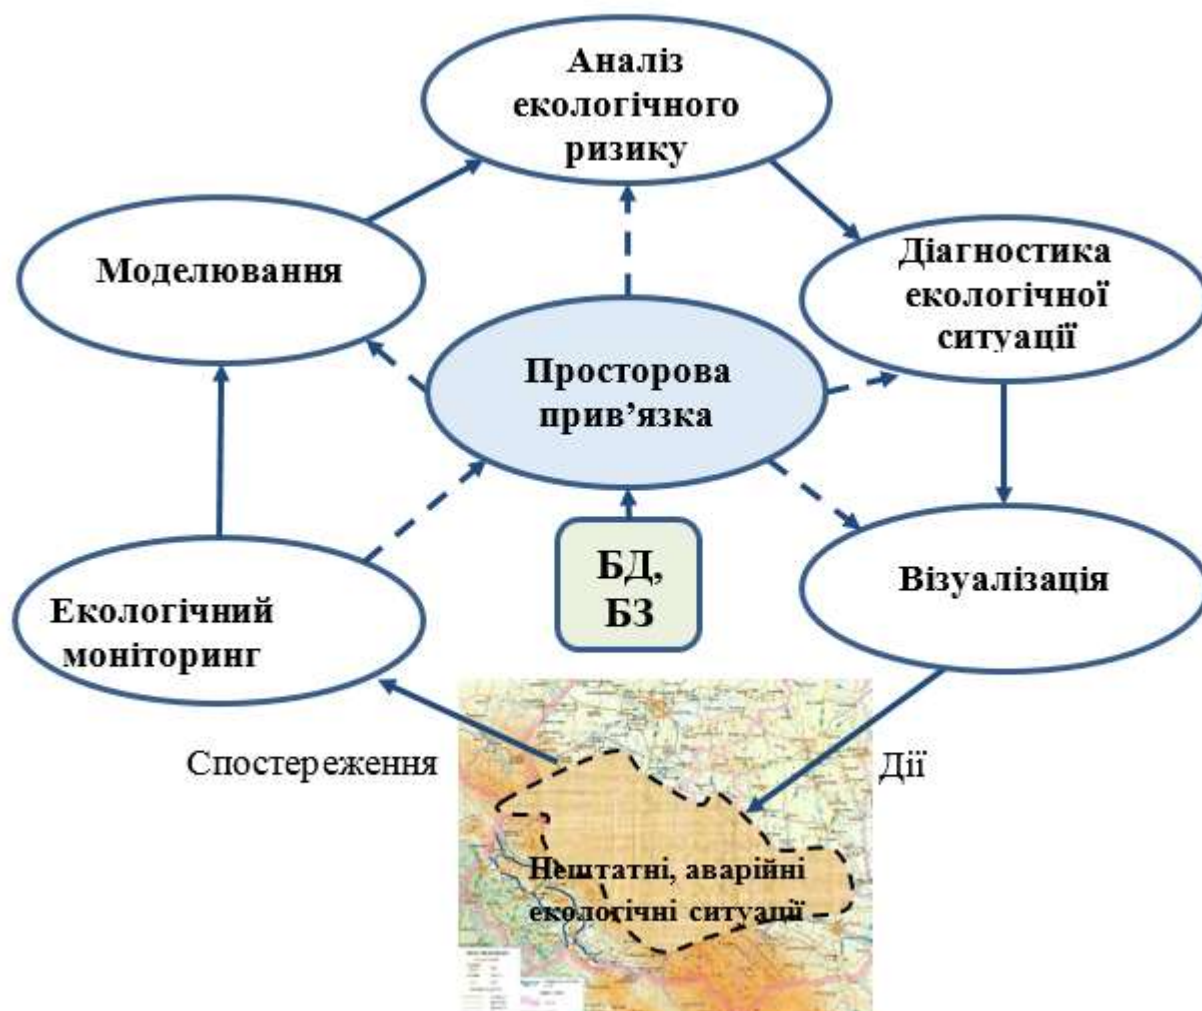 Аналіз
екологічного
ризику
Моделювання
Діагностика
екологічної
ситуації
Просторова
прив’язка
БД,
БЗ
Візуалізація
Екологічний
моніторинг
Спостереження
Дії
Нештатні, аварійні
екологічні ситуації